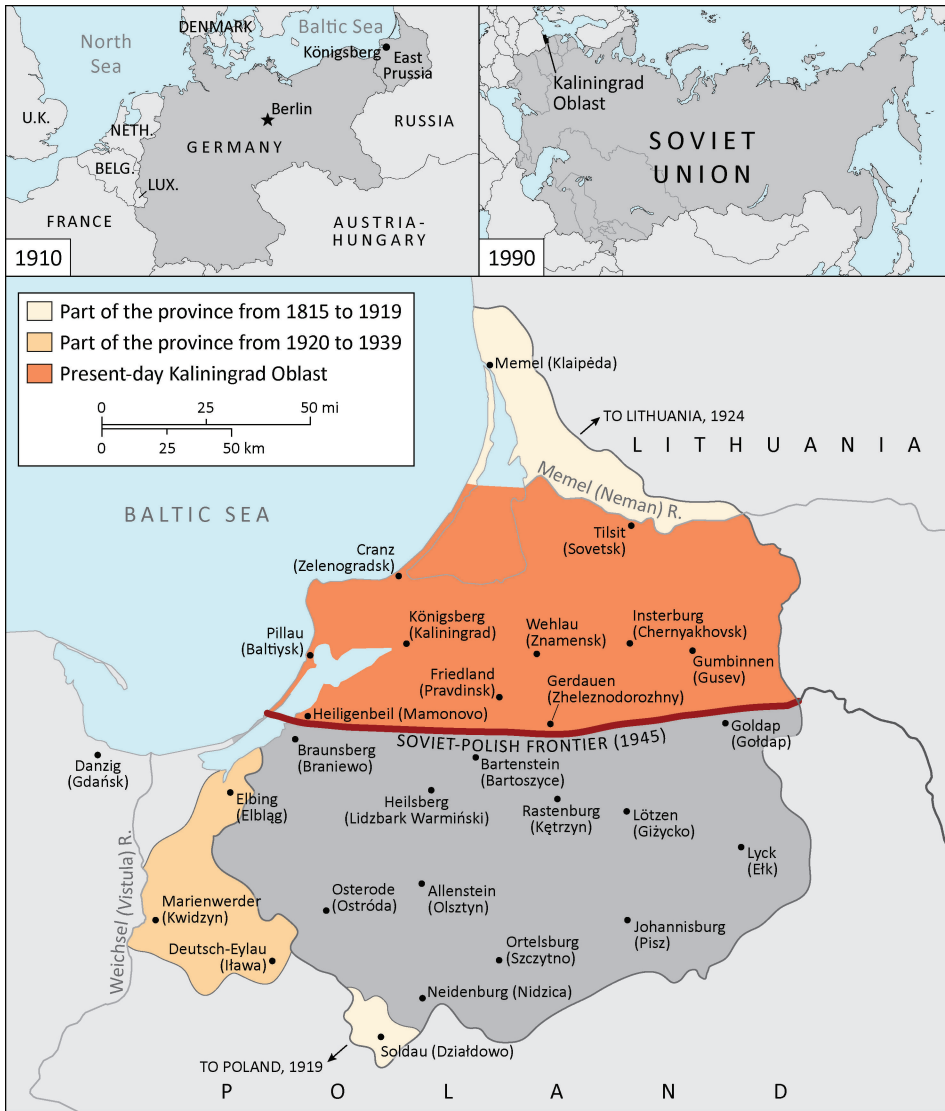 North
Sea
DENMARK
Baltic Sea
Königsberg
East
Prussia
U.K.
Berlin
NETH.
GERMANY
RUSSIA
BELG.
LUX.
FRANCE
AUSTRIA-
HUNGARY
1910
Kaliningrad
Oblast
SOVIET
UNION
1990
Part of the province from 1815 to 1919
Part of the province from 1920 to 1939
Present-day Kaliningrad Oblast
0 25 50 mi
0 25 50 km
Memel (Klaipėda)
TO LITHUANIA, 1924
LITHUANIA
Memel (Neman) R.
BALTIC SEA
Tilsit
(Sovetsk)
Cranz
(Zelenogradsk)
Königsberg
(Kaliningrad)
Wehlau
(Znamensk)
Insterburg
(Chernyakhovsk)
Pillau
(Baltiysk)
Gumbinnen
(Gusev)
Friedland
(Pravdinsk)
Gerdauen
(Zheleznodorozhny)
Heiligenbeil (Mamonovo)
SOVIET-POLISH FRONTIER (1945)
Goldap
(Gołdap)
Braunsberg
(Braniewo)
Bartenstein
(Bartoszyce)
Danzig
(Gdańsk)
Elbing
(Elbląg)
Heilsberg
(Lidzbark Warmiński)
Rastenburg
(Kętrzyn)
Lötzen
(Giżycko)
Lyck
(Ełk)
Weichsel (Vistula) R.
Marienwerder
(Kwidzyn)
Osterode
(Ostróda)
Allenstein
(Olsztyn)
Johannisburg
(Pisz)
Deutsch-Eylau
(Iława)
Ortelsburg
(Szczytno)
Neidenburg (Nidzica)
Soldau (Działdowo)
TO POLAND, 1919
POLAND